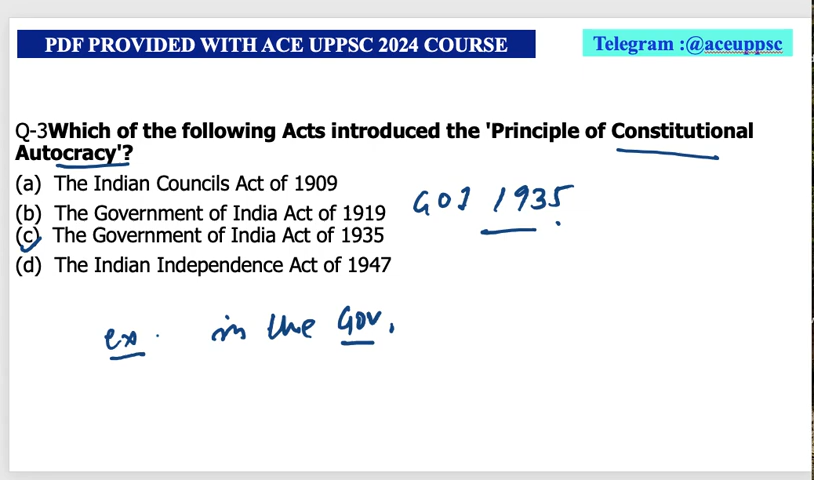 PDF PROVIDED WITH ACE UPPSC 2024 COURSE
Telegram :@aceuppsc
Q-3Which of the following Acts introduced the 'Principle of Constitutional
Autocracy'?
(a) The Indian Councils Act of 1909
(b) The Government of India Act of 1919
(c) The Government of India Act of 1935
(d) The Indian Independence Act of 1947
GOI 1935.
ex. in the Gov.